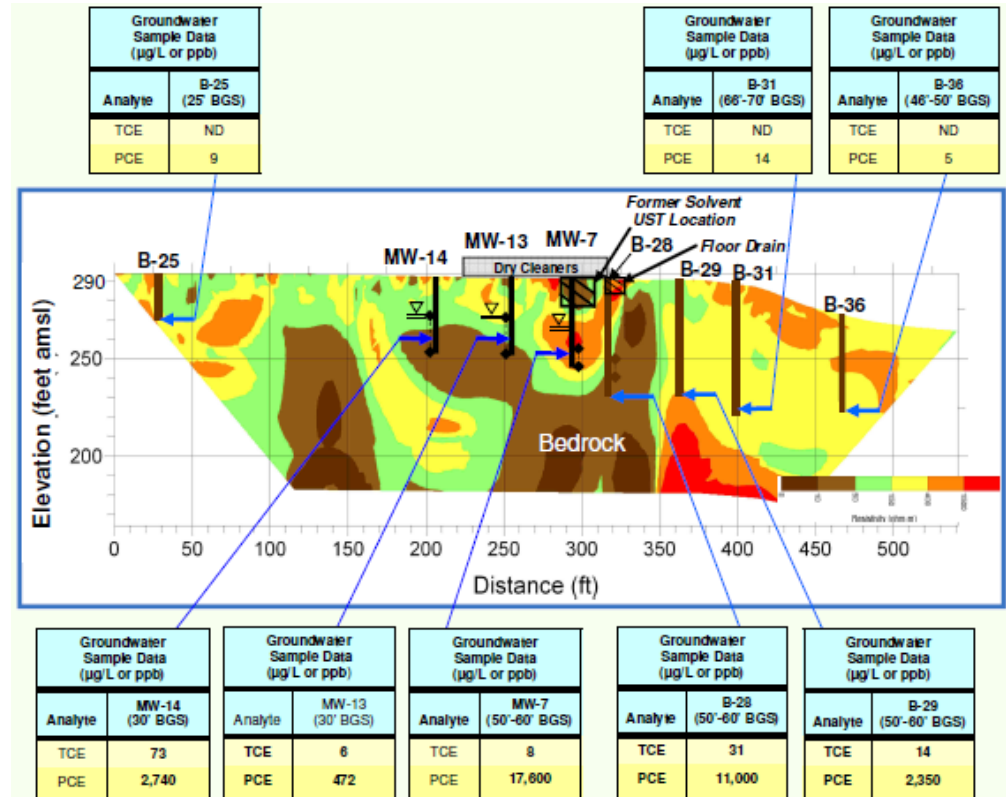 Groundwater
Sample Data
(µg/L or ppb)
Analyte
B-25
(25' BGS)
TCE ND
PCE 9
Groundwater
Sample Data
(µg/L or ppb)
Analyte
B-31
(66'-70' BGS)
TCE ND
PCE 14
Groundwater
Sample Data
(µg/L or ppb)
Analyte
B-36
(46'-50' BGS)
TCE ND
PCE 5
Former Solvent
UST Location
B-25
MW-14
MW-13
MW-7
B-28
Floor Drain
Dry Cleaners
B-29
B-31
B-36
Elevation (feet amsl)
290
250
200
Bedrock
0 50 100 150 200 250 300 350 400 450 500
Distance (ft)
Groundwater
Sample Data
(µg/L or ppb)
Analyte
MW-14
(30' BGS)
TCE 73
PCE 2,740
Groundwater
Sample Data
(µg/L or ppb)
Analyte
MW-13
(30' BGS)
TCE 6
PCE 472
Groundwater
Sample Data
(µg/L or ppb)
Analyte
MW-7
(50'-60' BGS)
TCE 8
PCE 17,600
Groundwater
Sample Data
(µg/L or ppb)
Analyte
B-28
(50'-60' BGS)
TCE 31
PCE 11,000
Groundwater
Sample Data
(µg/L or ppb)
Analyte
B-29
(50'-60' BGS)
TCE 14
PCE 2,350